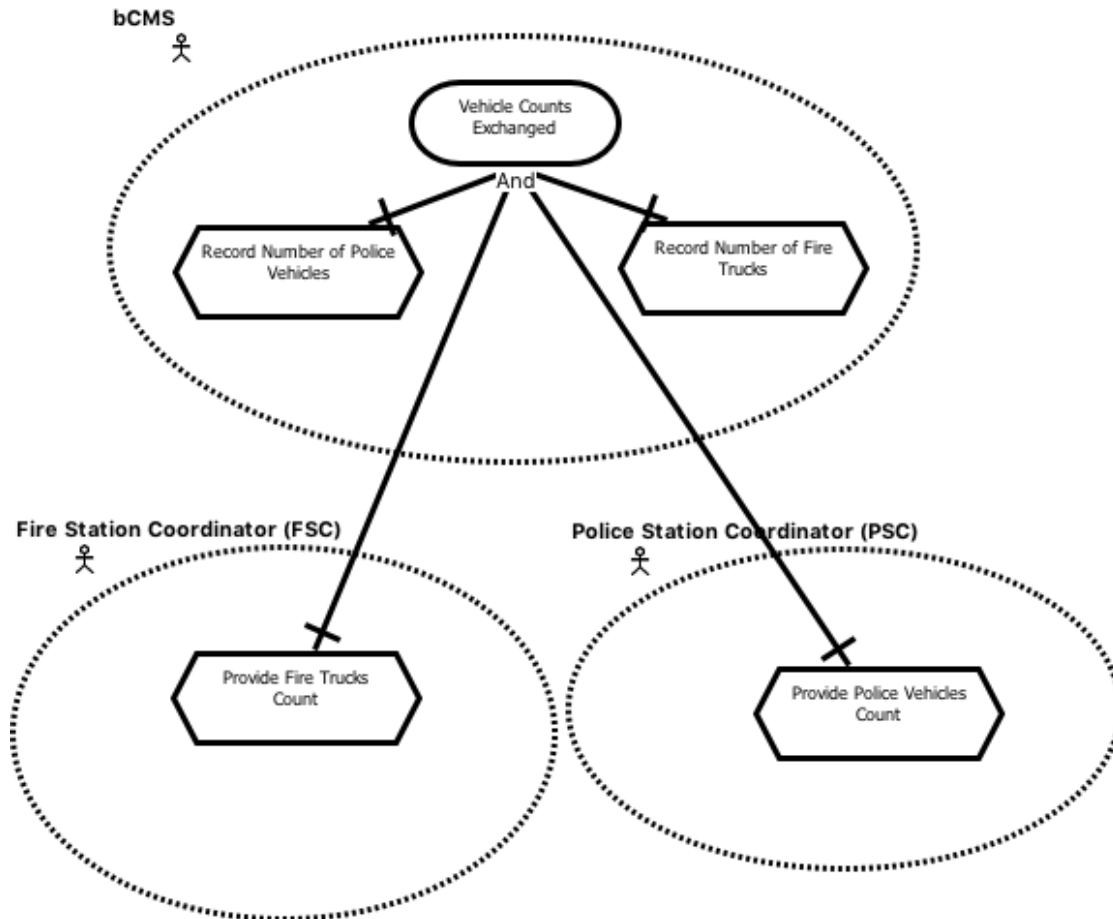 bCMS
Vehicle Counts
Exchanged
And
Record Number of Police
Vehicles
Record Number of Fire
Trucks
Fire Station Coordinator (FSC)
Police Station Coordinator (PSC)
Provide Fire Trucks
Count
Provide Police Vehicles
Count